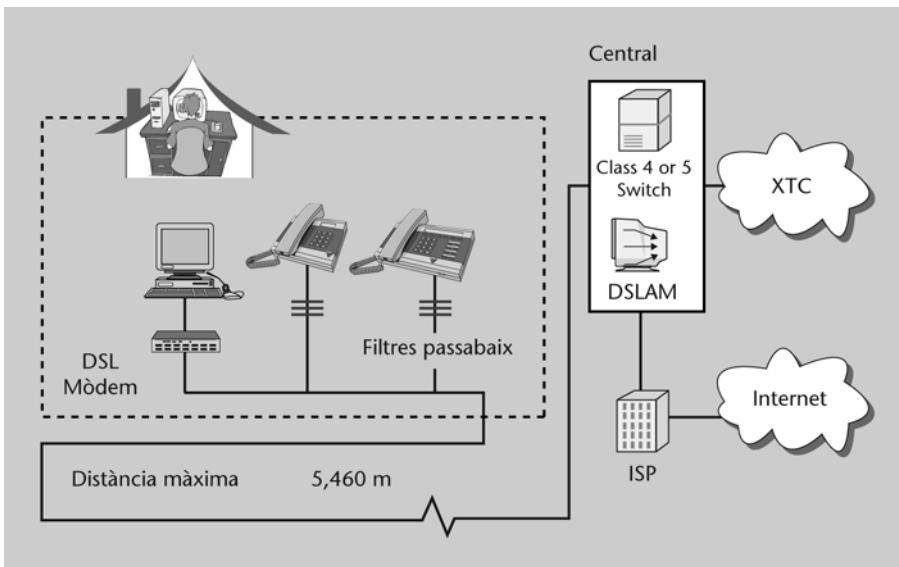 Central
Class 4 or 5
Switch
XTC
DSLAM
Filtres passabaix
DSL
Mòdem
Internet
ISP
Distància màxima 5,460 m